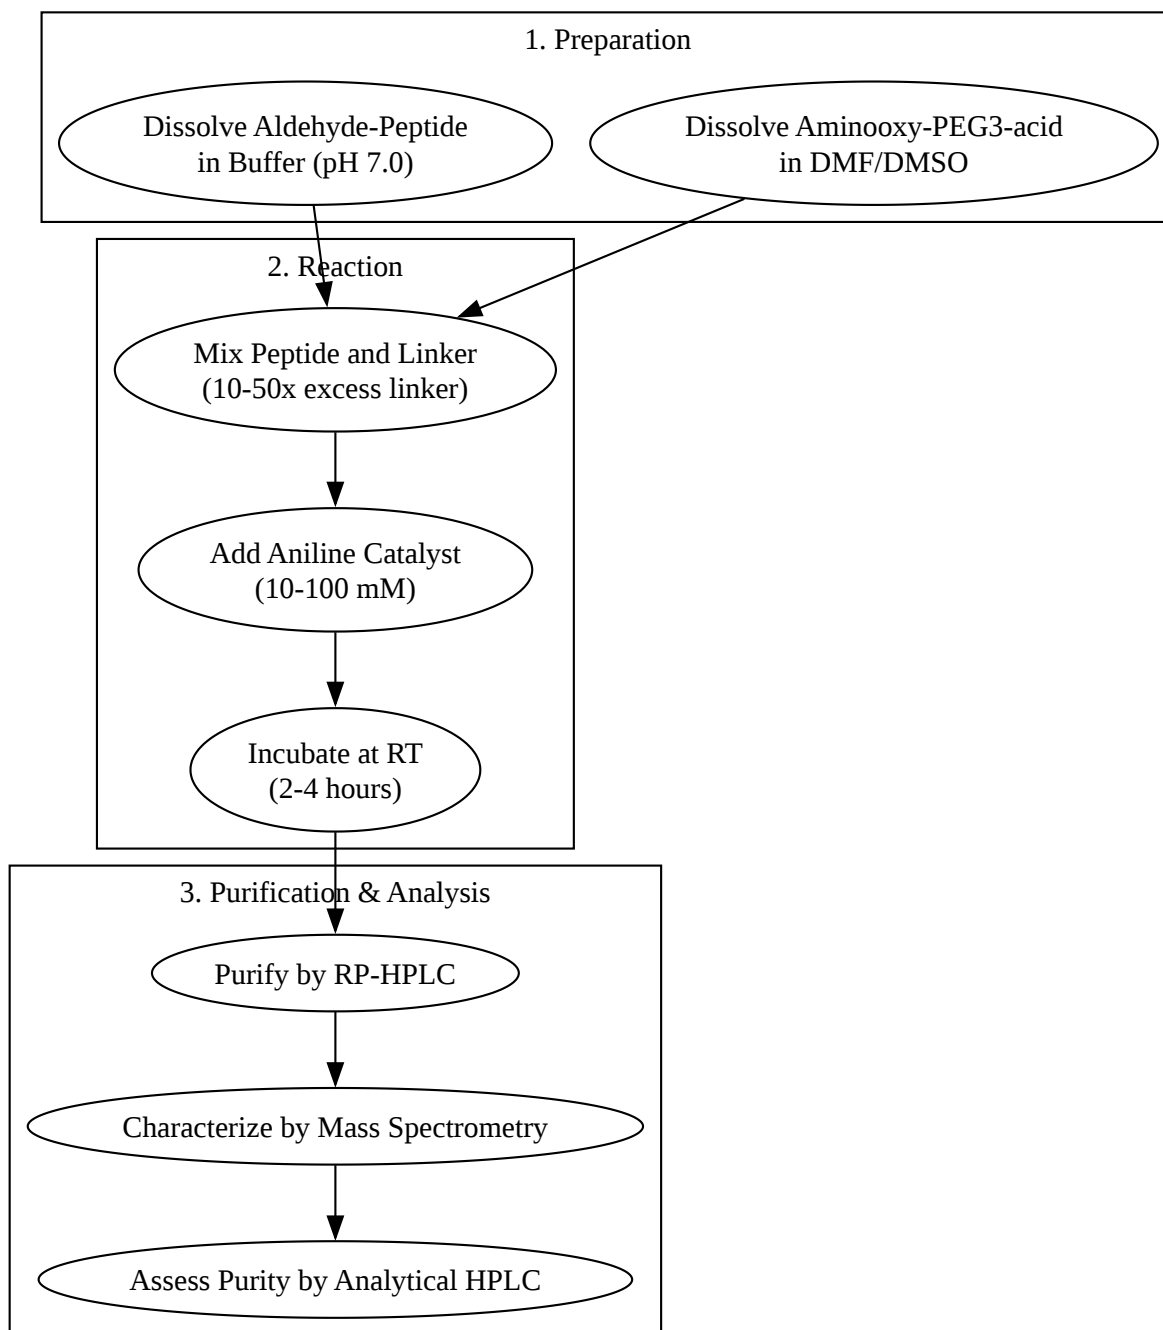 1. Preparation
Dissolve Aldehyde-Peptide
in Buffer (pH 7.0)
Dissolve Aminooxy-PEG3-acid
in DMF/DMSO
2. Reaction
Mix Peptide and Linker
(10-50x excess linker)
Add Aniline Catalyst
(10-100 mM)
Incubate at RT
(2-4 hours)
3. Purification & Analysis
Purify by RP-HPLC
Characterize by Mass Spectrometry
Assess Purity by Analytical HPLC